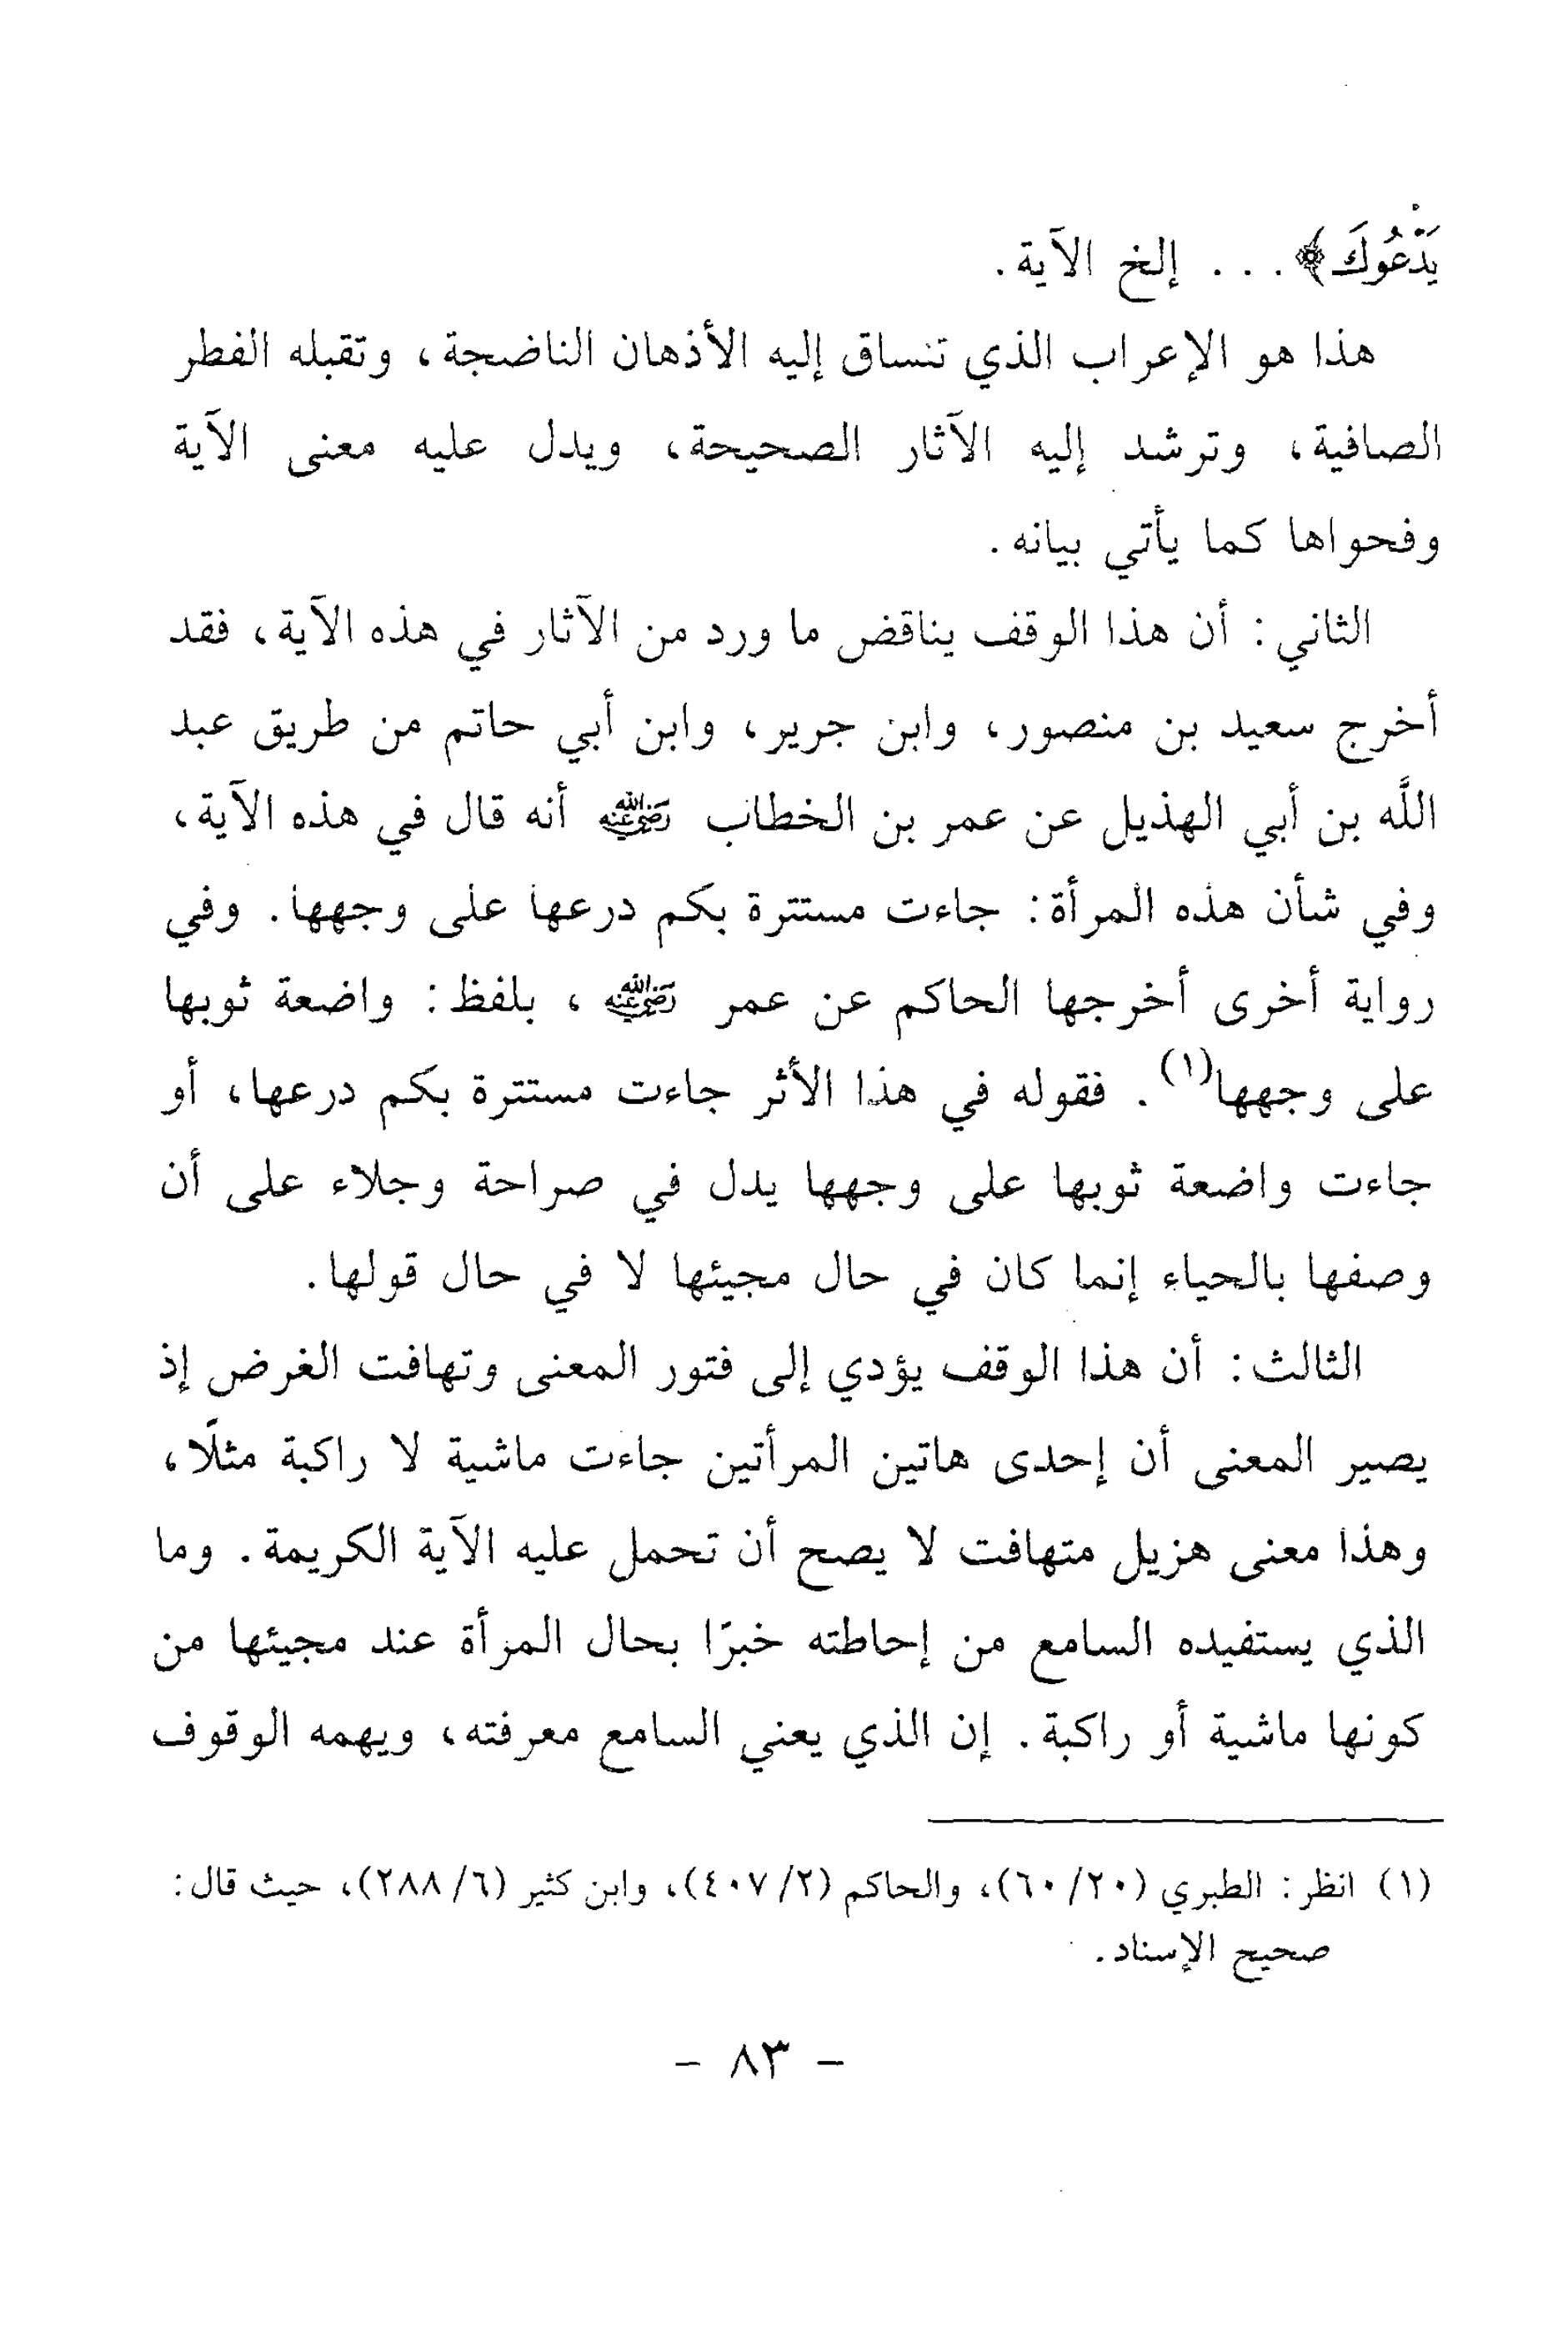 يَدْعُوكَ﴾ . . . إلخ الآية .
هذا هو الإعراب الذي تنساق إليه الأذهان الناضجة ، وتقبله الفطر
الصافية ، وترشد إليه الآثار الصحيحة ، ويدل عليه معنى الآية
وفحواها كما يأتي بيانه .
الثاني : أن هذا الوقف يناقض ما ورد من الآثار في هذه الآية ، فقد
أخرج سعيد بن منصور ، وابن جرير ، وابن أبي حاتم من طريق عبد
اللَّه بن أبي الهذيل عن عمر بن الخطاب رضي الله عنه أنه قال في هذه الآية ،
وفي شأن هذه المرأة : جاءت مستترة بكم درعها على وجهها . وفي
رواية أخرى أخرجها الحاكم عن عمر رضي الله عنه ، بلفظ : واضعة ثوبها
على وجهها(١) . فقوله في هذا الأثر جاءت مستترة بكم درعها ، أو
جاءت واضعة ثوبها على وجهها يدل في صراحة وجلاء على أن
وصفها بالحياء إنما كان في حال مجيئها لا في حال قولها .
الثالث : أن هذا الوقف يؤدي إلى فتور المعنى وتهافت الغرض إذ
يصير المعنى أن إحدى هاتين المرأتين جاءت ماشية لا راكبة مثلًا ،
وهذا معنى هزيل متهافت لا يصح أن تحمل عليه الآية الكريمة . وما
الذي يستفيده السامع من إحاطته خبرًا بحال المرأة عند مجيئها من
كونها ماشية أو راكبة . إن الذي يعني السامع معرفته ، ويهمه الوقوف
(١) انظر : الطبري (٢٠/ ٦٠) ، والحاكم (٢/ ٤٠٧) ، وابن كثير (٦/ ٢٨٨) ، حيث قال :
صحيح الإسناد .
- ٨٣ -